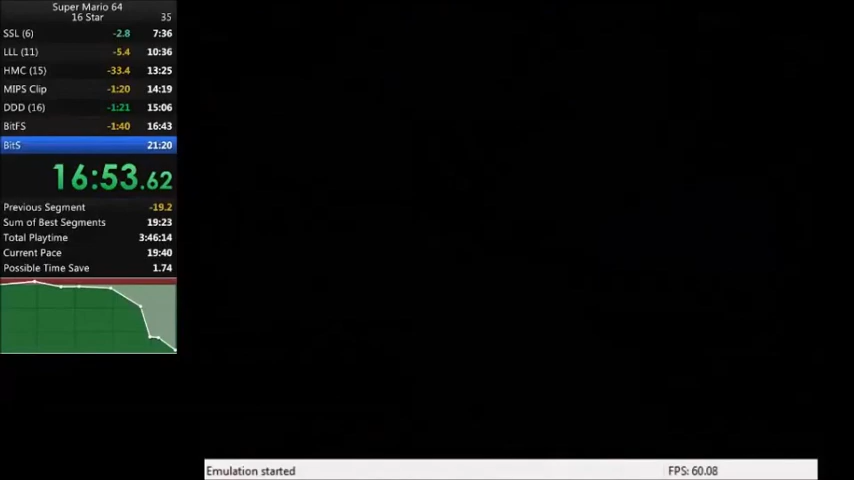 Super Mario 64
16 Star 35
SSL (6) -2.8 7:36
LLL (11) -5.4 10:36
HMC (15) -33.4 13:25
MIPS Clip -1:20 14:19
DDD (16) -1:21 15:06
BitFS -1:40 16:43
BitS 21:20
16:53.62
Previous Segment -19.2
Sum of Best Segments 19:23
Total Playtime 3:46:14
Current Pace 19:40
Possible Time Save 1.74
Emulation started FPS: 60.08